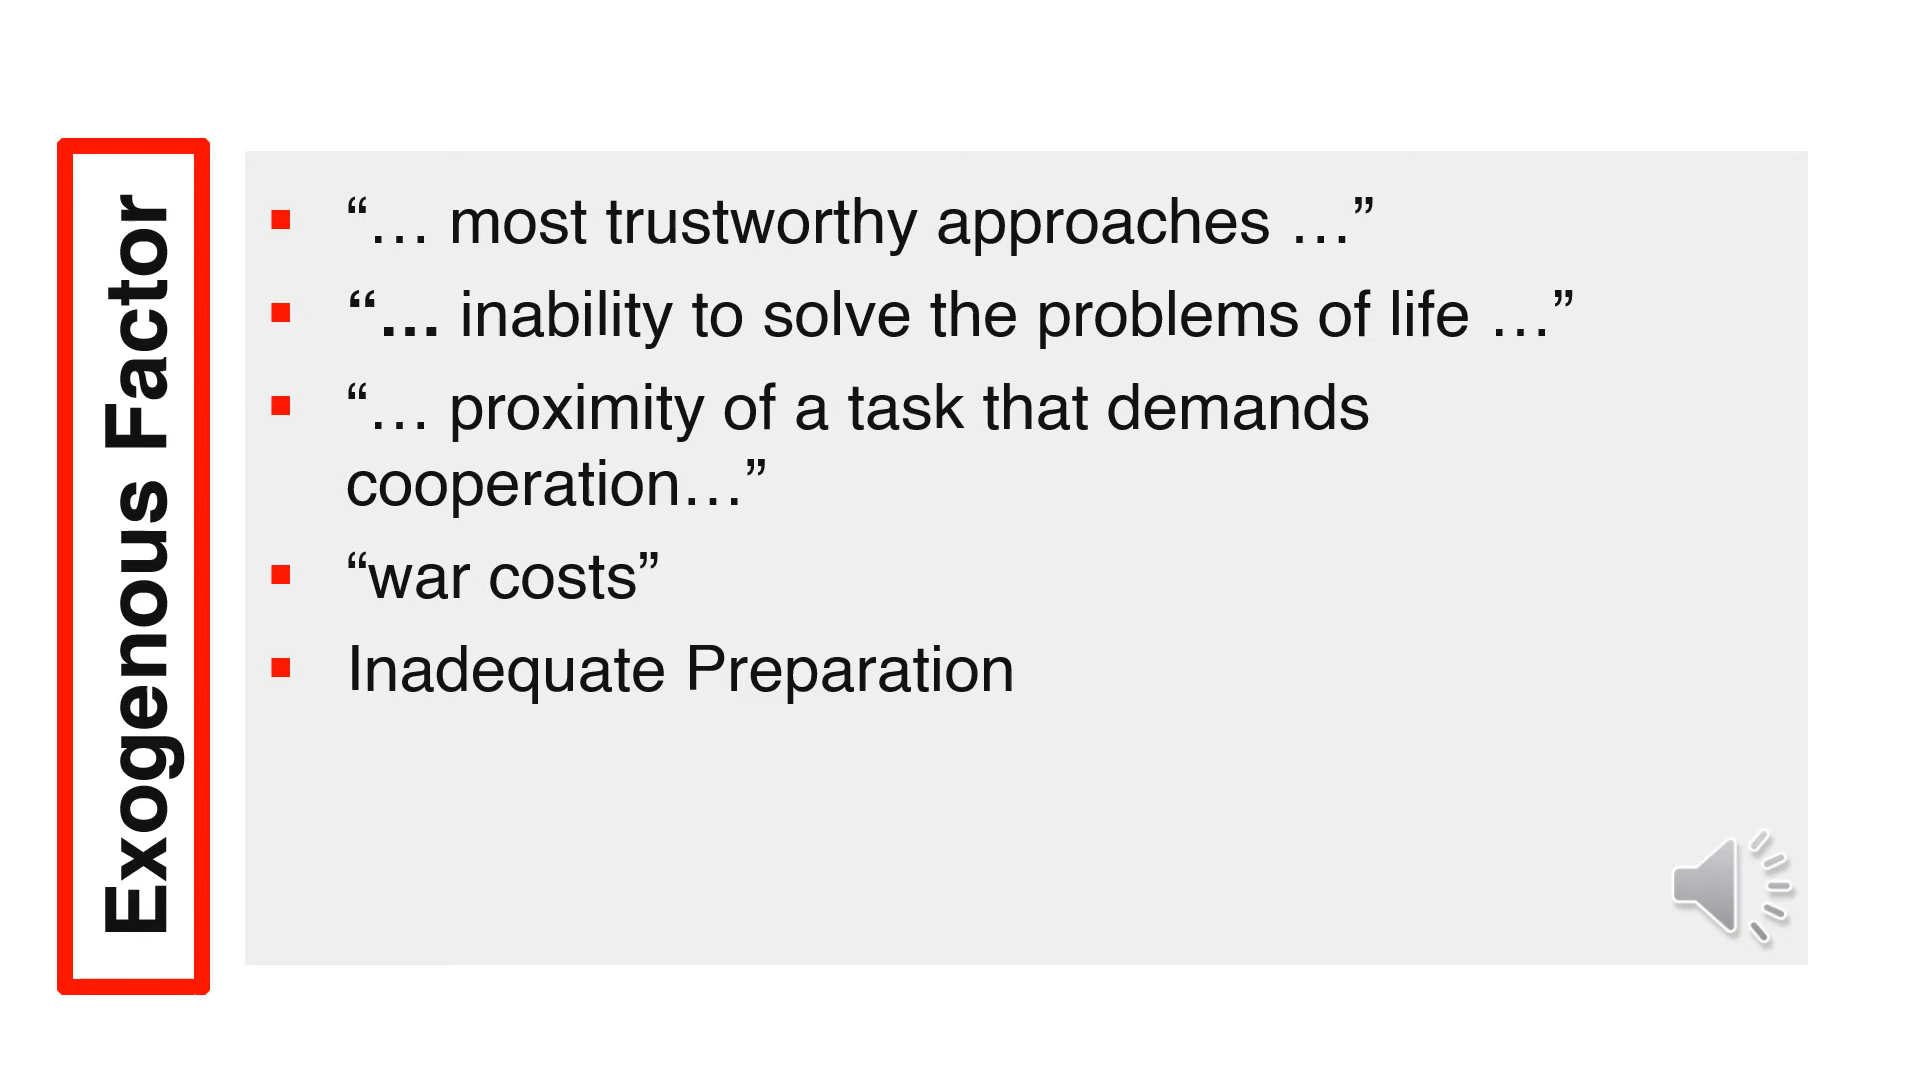 Exogenous Factor
▪ “… most trustworthy approaches …”
▪ “… inability to solve the problems of life …”
▪ “… proximity of a task that demands
cooperation…”
▪ “war costs”
▪ Inadequate Preparation